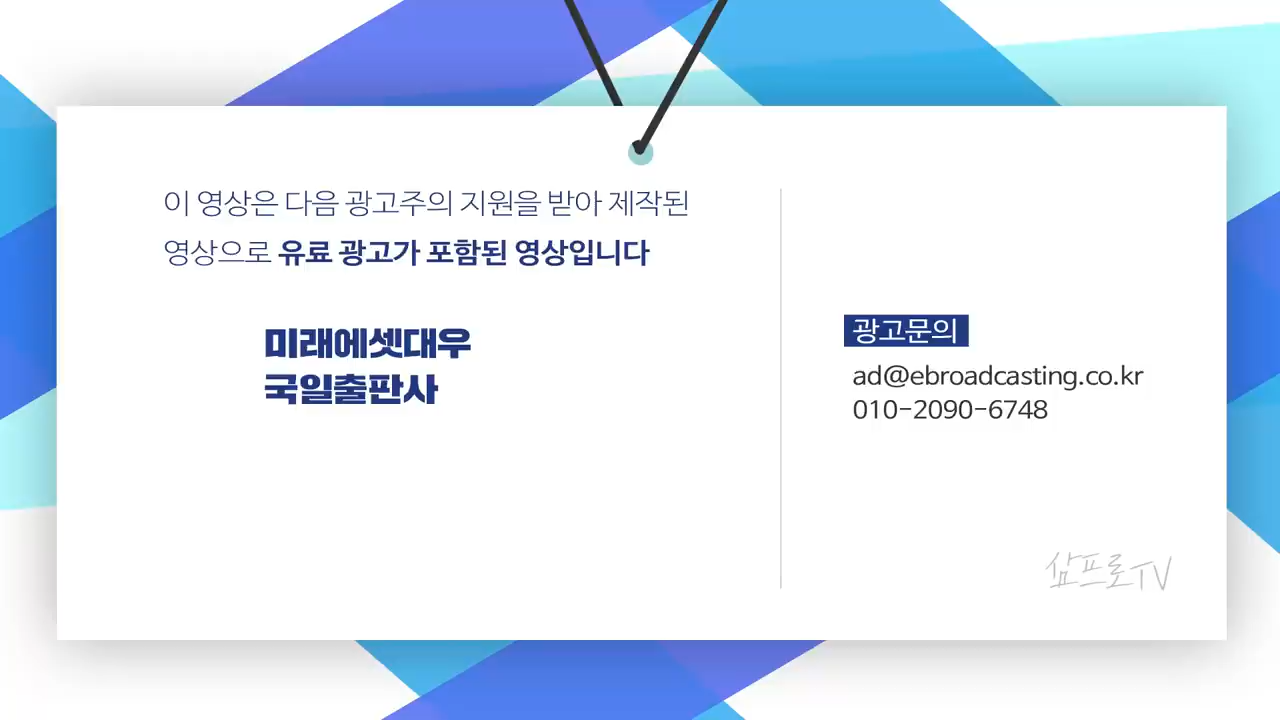 이 영상은 다음 광고주의 지원을 받아 제작된
영상으로 유료 광고가 포함된 영상입니다
미래에셋대우
국일출판사
광고문의
ad@ebroadcasting.co.kr
010-2090-6748
삼프로TV